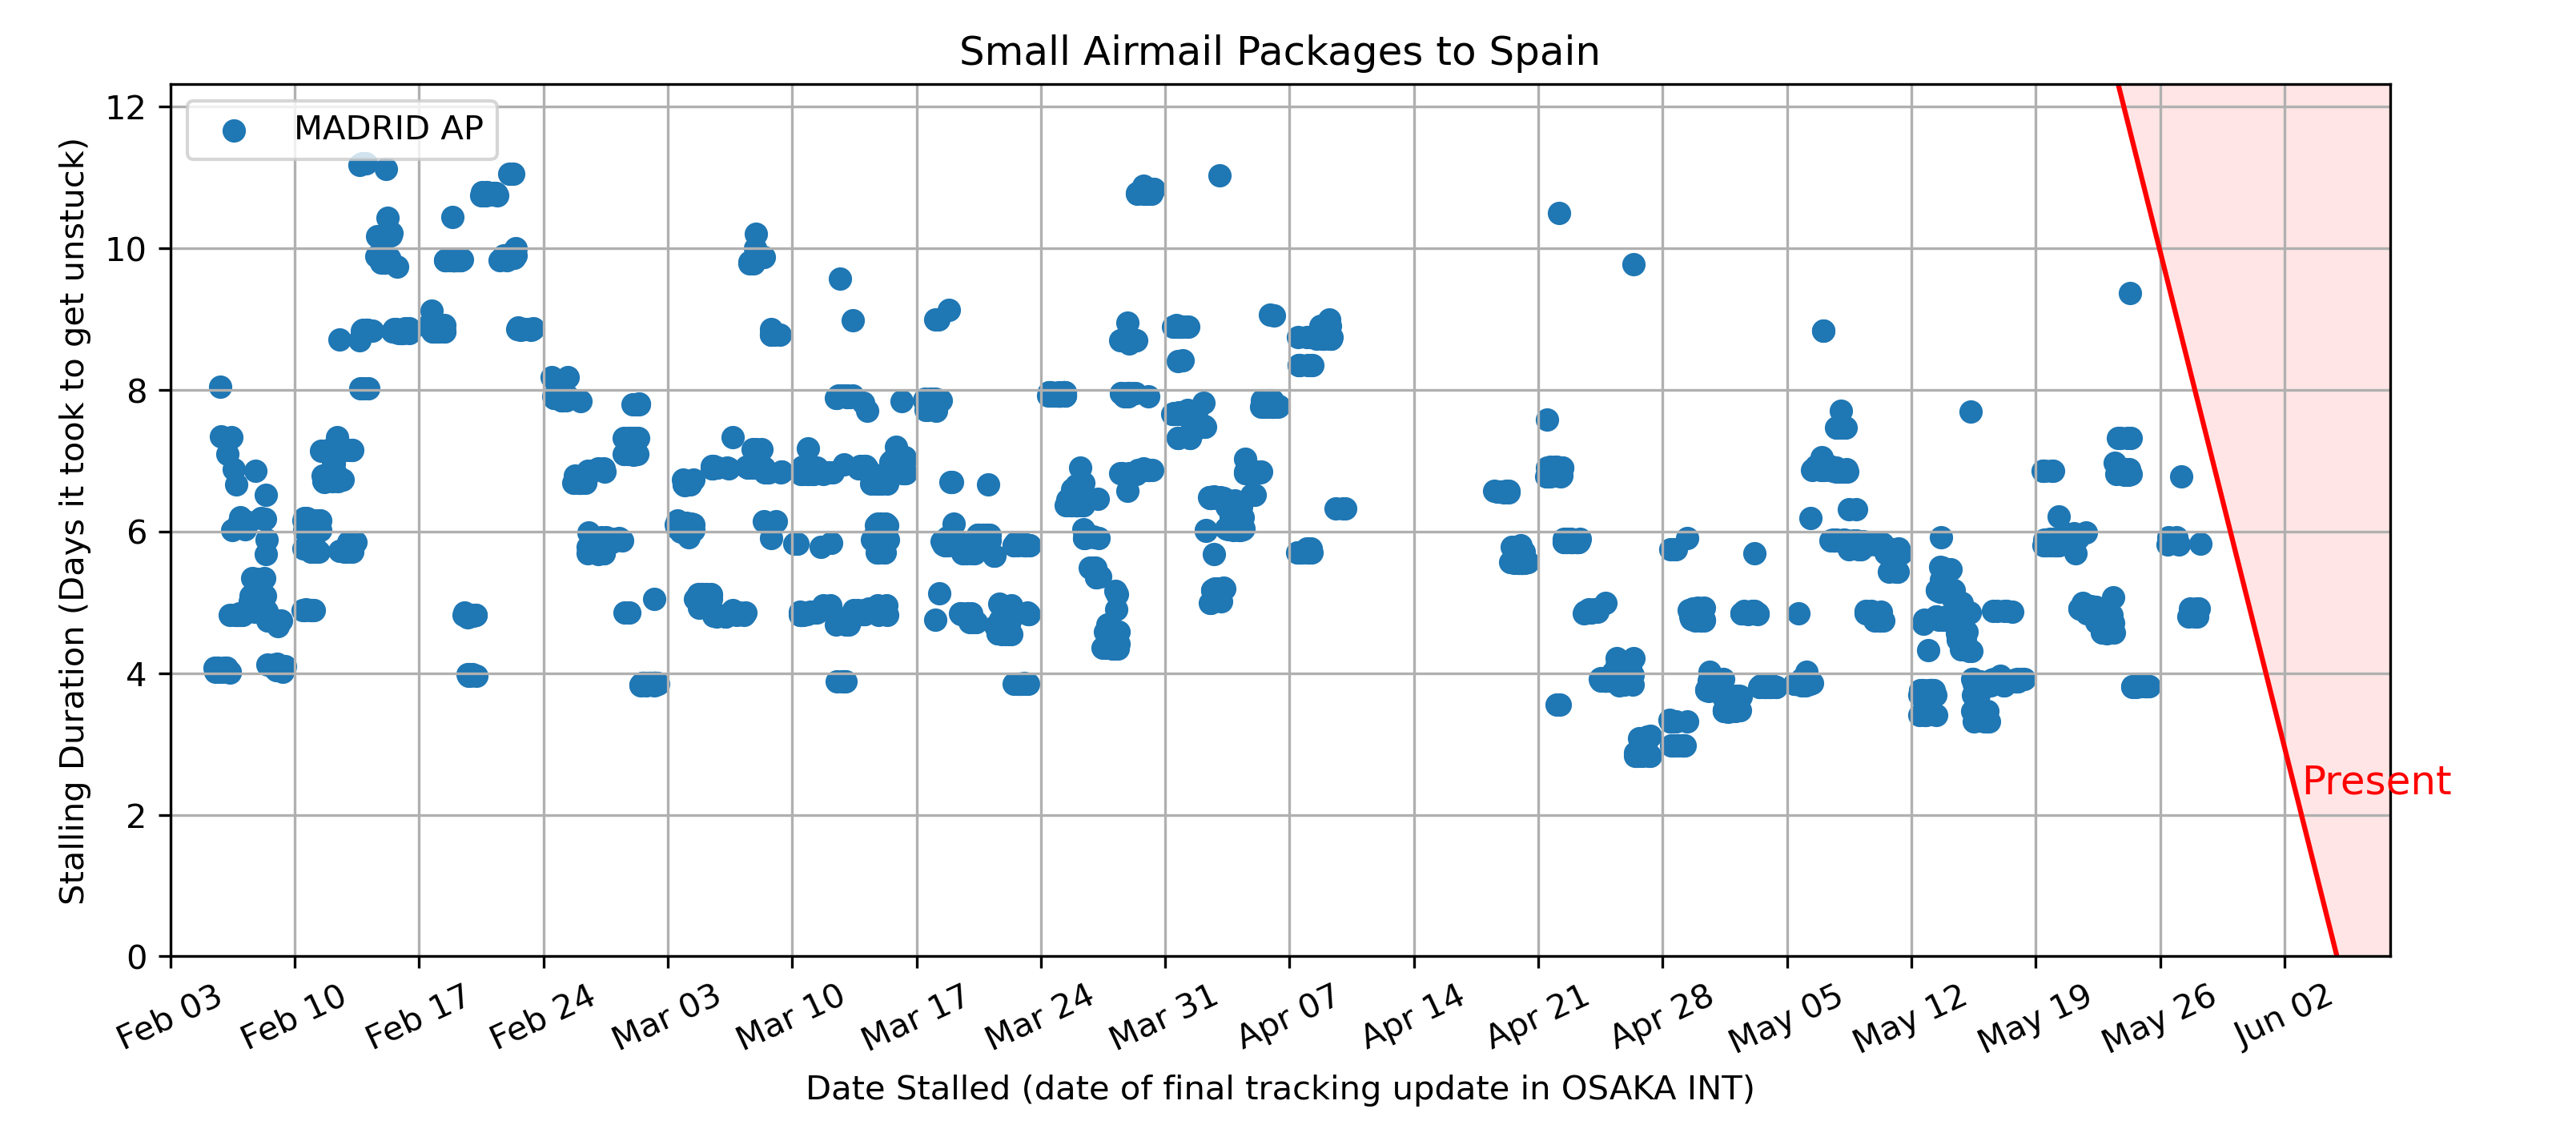 Small Airmail Packages to Spain
MADRID AP
Stalling Duration (Days it took to get unstuck)
12
10
8
6
4
2
0
Present
Feb 03
Feb 10
Feb 17
Feb 24
Mar 03
Mar 10
Mar 17
Mar 24
Mar 31
Apr 07
Apr 14
Apr 21
Apr 28
May 05
May 12
May 19
May 26
Jun 02
Date Stalled (date of final tracking update in OSAKA INT)